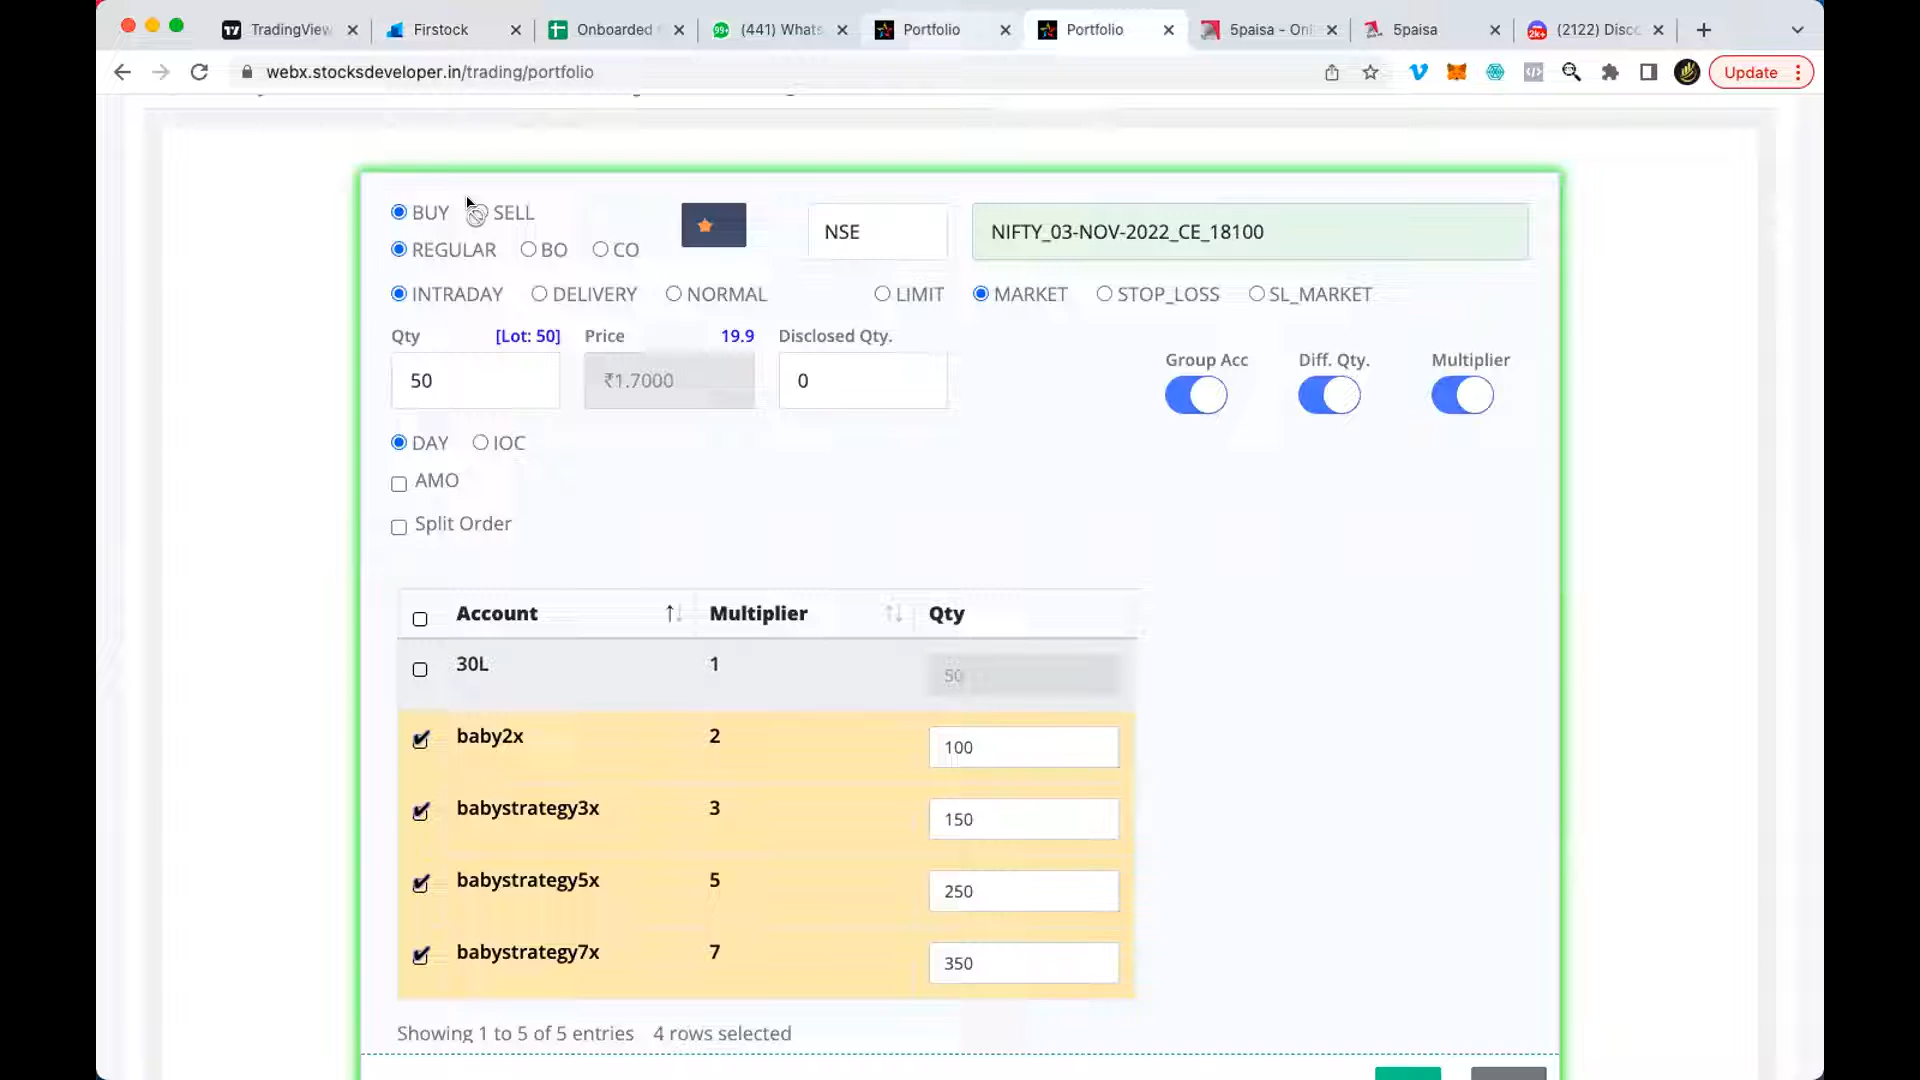 TradingView
Firstock
Onboarded
99+ (441) Whats
Portfolio
Portfolio
5paisa - Onl
5paisa
2k+ (2122) Disco
webx.stocksdeveloper.in/trading/portfolio
Update
BUY SELL
REGULAR BO CO
NSE
NIFTY_03-NOV-2022_CE_18100
INTRADAY DELIVERY NORMAL LIMIT MARKET STOP_LOSS SL_MARKET
Qty [Lot: 50] Price 19.9 Disclosed Qty.
50 ₹1.7000 0
Group Acc Diff. Qty. Multiplier
DAY IOC
AMO
Split Order
Account Multiplier Qty
30L 1 50
baby2x 2 100
babystrategy3x 3 150
babystrategy5x 5 250
babystrategy7x 7 350
Showing 1 to 5 of 5 entries 4 rows selected